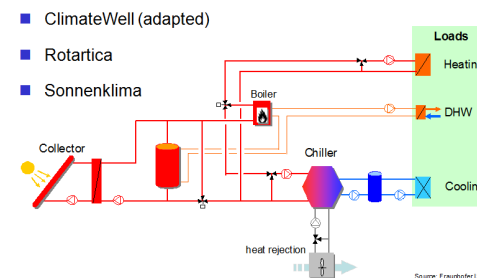 ClimateWell (adapted)
Rotartica
Sonnenklima
Loads
Heatin
Boiler
DHW
Collector
Chiller
Coolin
heat rejection
Source: Fraunhofer I